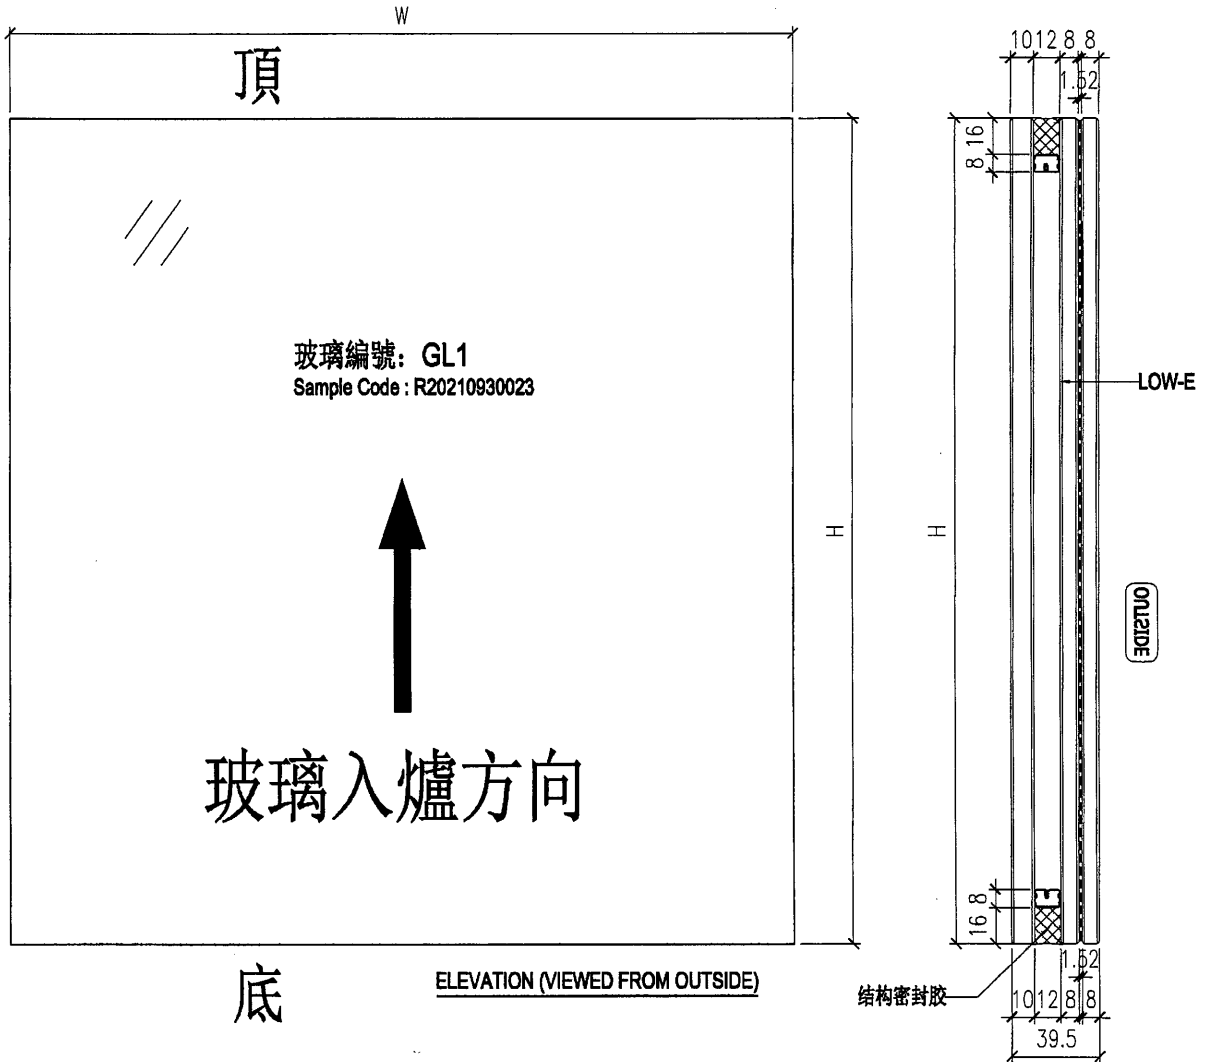 W
頂
10 12 8 8
1.52
16
8
玻璃編號: GL1
Sample Code : R20210930023
LOW-E
H
H
OUTSIDE
玻璃入爐方向
8
16
底
ELEVATION (VIEWED FROM OUTSIDE)
结构密封胶
1.52
10 12 8 8
39.5